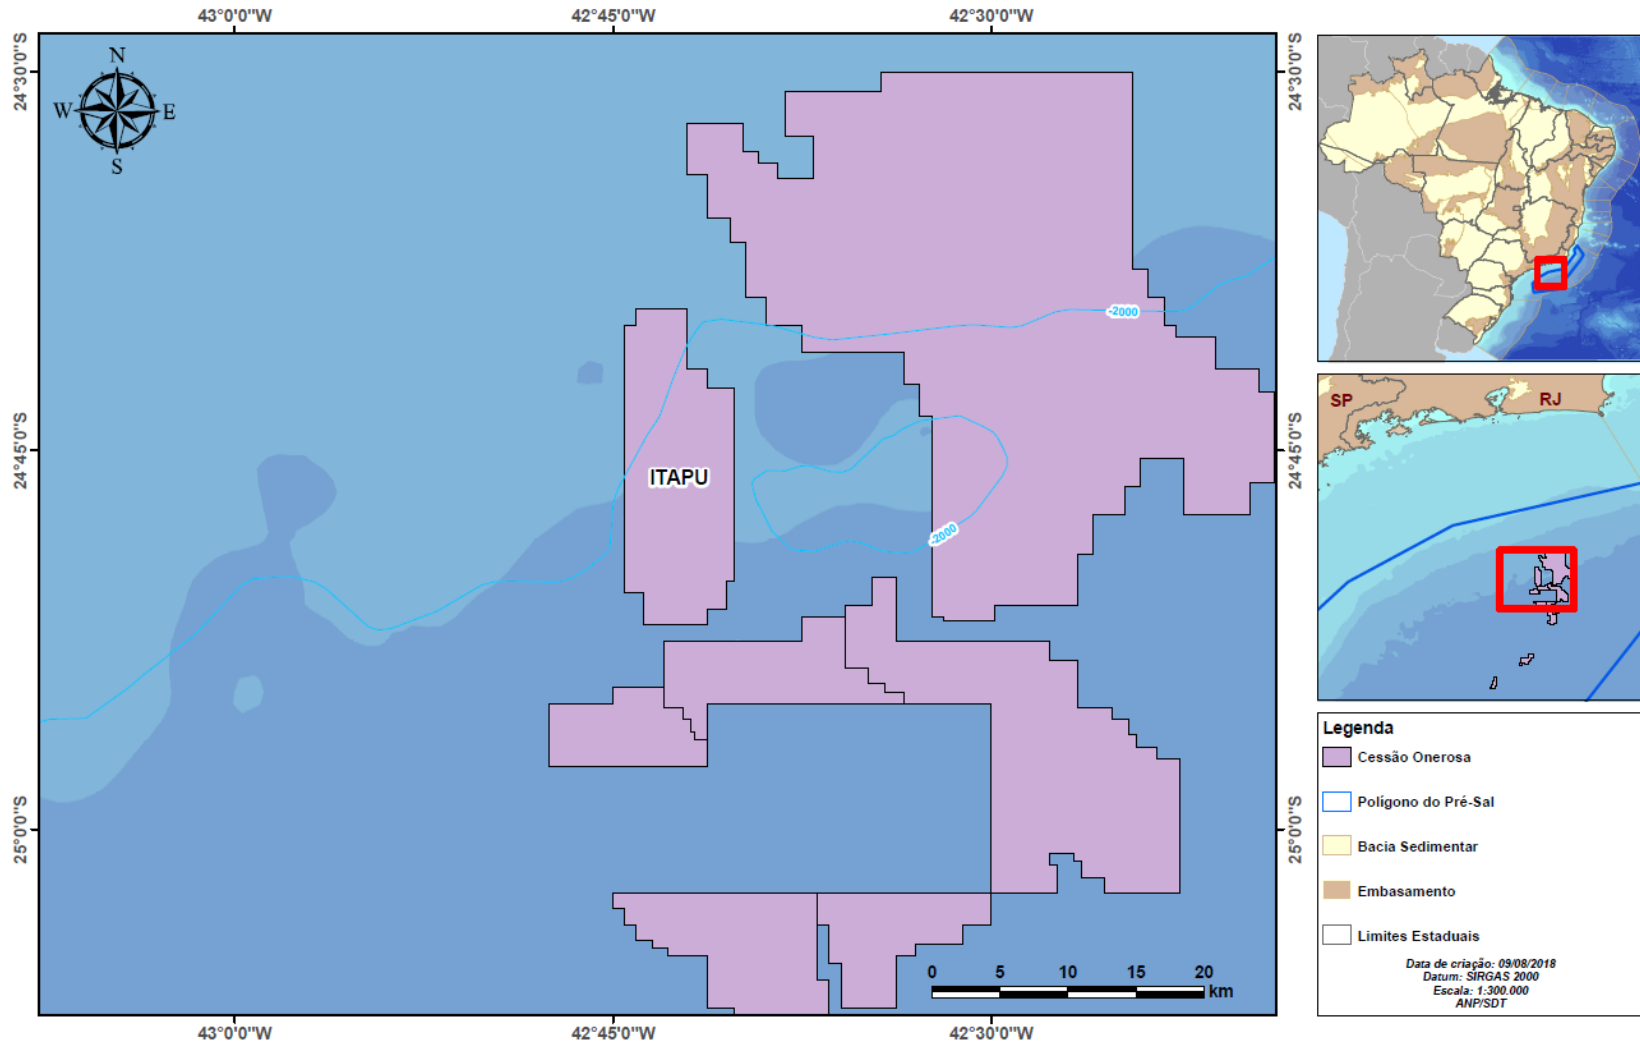 43°0'0"W 42°45'0"W 42°30'0"W
24°30'0"S 24°30'0"S
24°45'0"S 24°45'0"S
25°0'0"S 25°0'0"S
N
W E
S
-2000
ITAPU
-2000
0 5 10 15 20
km
43°0'0"W 42°45'0"W 42°30'0"W
SP RJ
Legenda
Cessão Onerosa
Polígono do Pré-Sal
Bacia Sedimentar
Embasamento
Limites Estaduais
Data de criação: 09/08/2018
Datum: SIRGAS 2000
Escala: 1:300.000
ANP/SDT